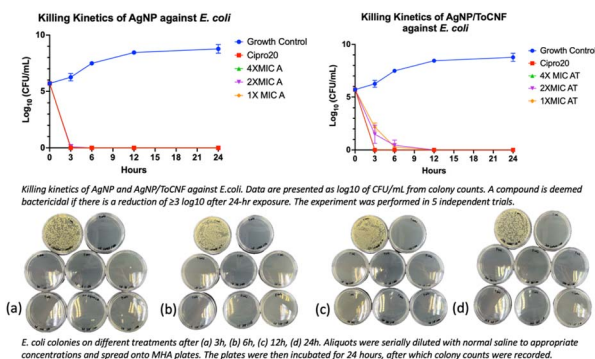 Killing Kinetics of AgNP against E. coli
Log10 (CFU/mL)
10
5
0
0 3 6 12 24
Hours
Growth Control
Cipro20
4XMIC A
2XMIC A
1X MIC A
Killing Kinetics of AgNP/ToCNF
against E. coli
Log10 (CFU/mL)
10
5
0
0 3 6 12 24
Hours
Growth Control
Cipro20
4X MIC AT
2XMIC AT
1XMIC AT
Killing kinetics of AgNP and AgNP/ToCNF against E.coli. Data are presented as log10 of CFU/mL from colony counts. A compound is deemed
bactericidal if there is a reduction of ≥3 log10 after 24-hr exposure. The experiment was performed in 5 independent trials.
(a)
(b)
(c)
(d)
E. coli colonies on different treatments after (a) 3h, (b) 6h, (c) 12h, (d) 24h. Aliquots were serially diluted with normal saline to appropriate
concentrations and spread onto MHA plates. The plates were then incubated for 24 hours, after which colony counts were recorded.